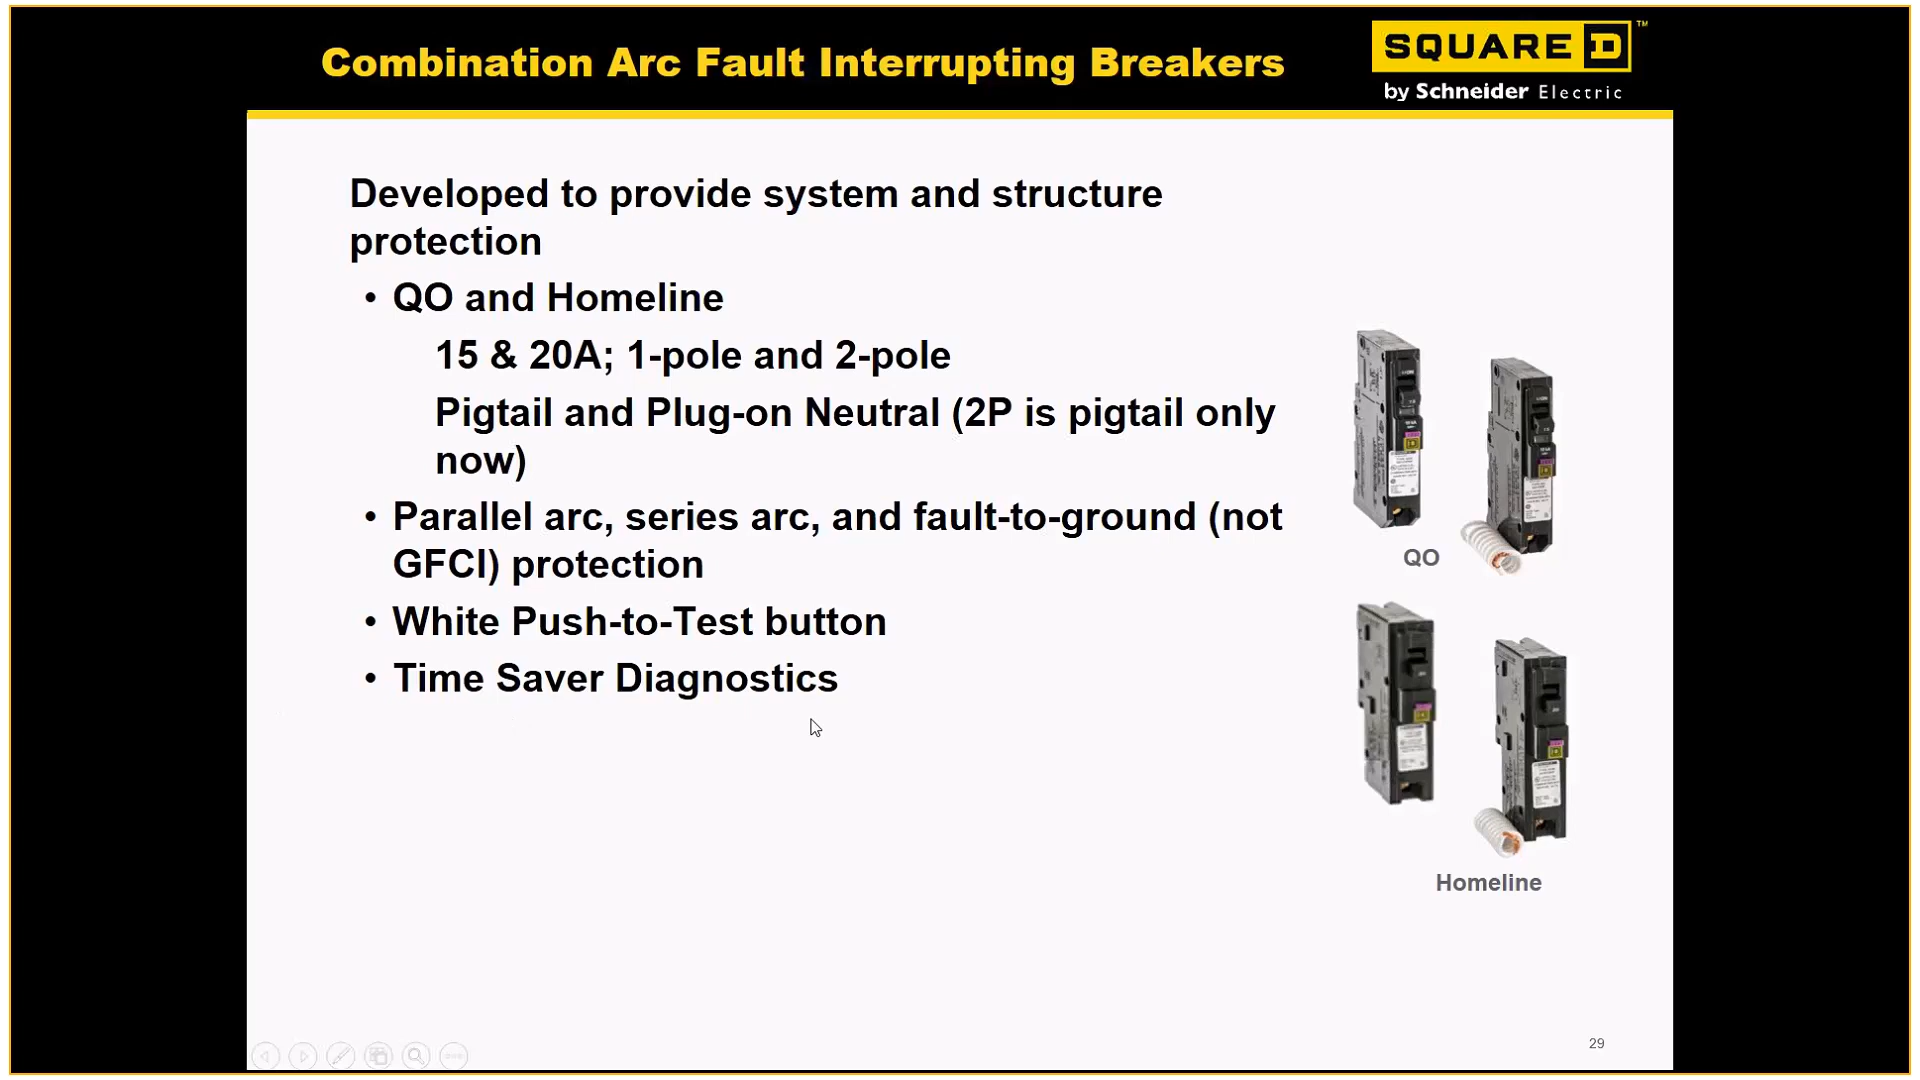 Combination Arc Fault Interrupting Breakers
SQUARE D ™
by Schneider Electric
Developed to provide system and structure
protection
• QO and Homeline
15 & 20A; 1-pole and 2-pole
Pigtail and Plug-on Neutral (2P is pigtail only
now)
• Parallel arc, series arc, and fault-to-ground (not
GFCI) protection
• White Push-to-Test button
• Time Saver Diagnostics
QO
Homeline
29